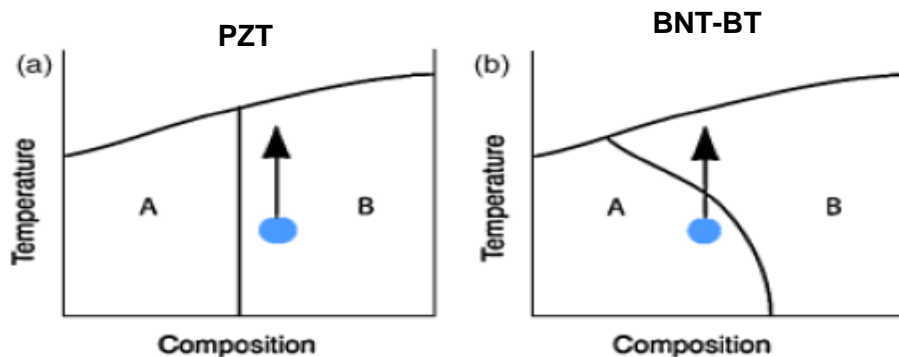 PZT
(a)
Temperature
A
B
Composition
BNT-BT
(b)
Temperature
A
B
Composition